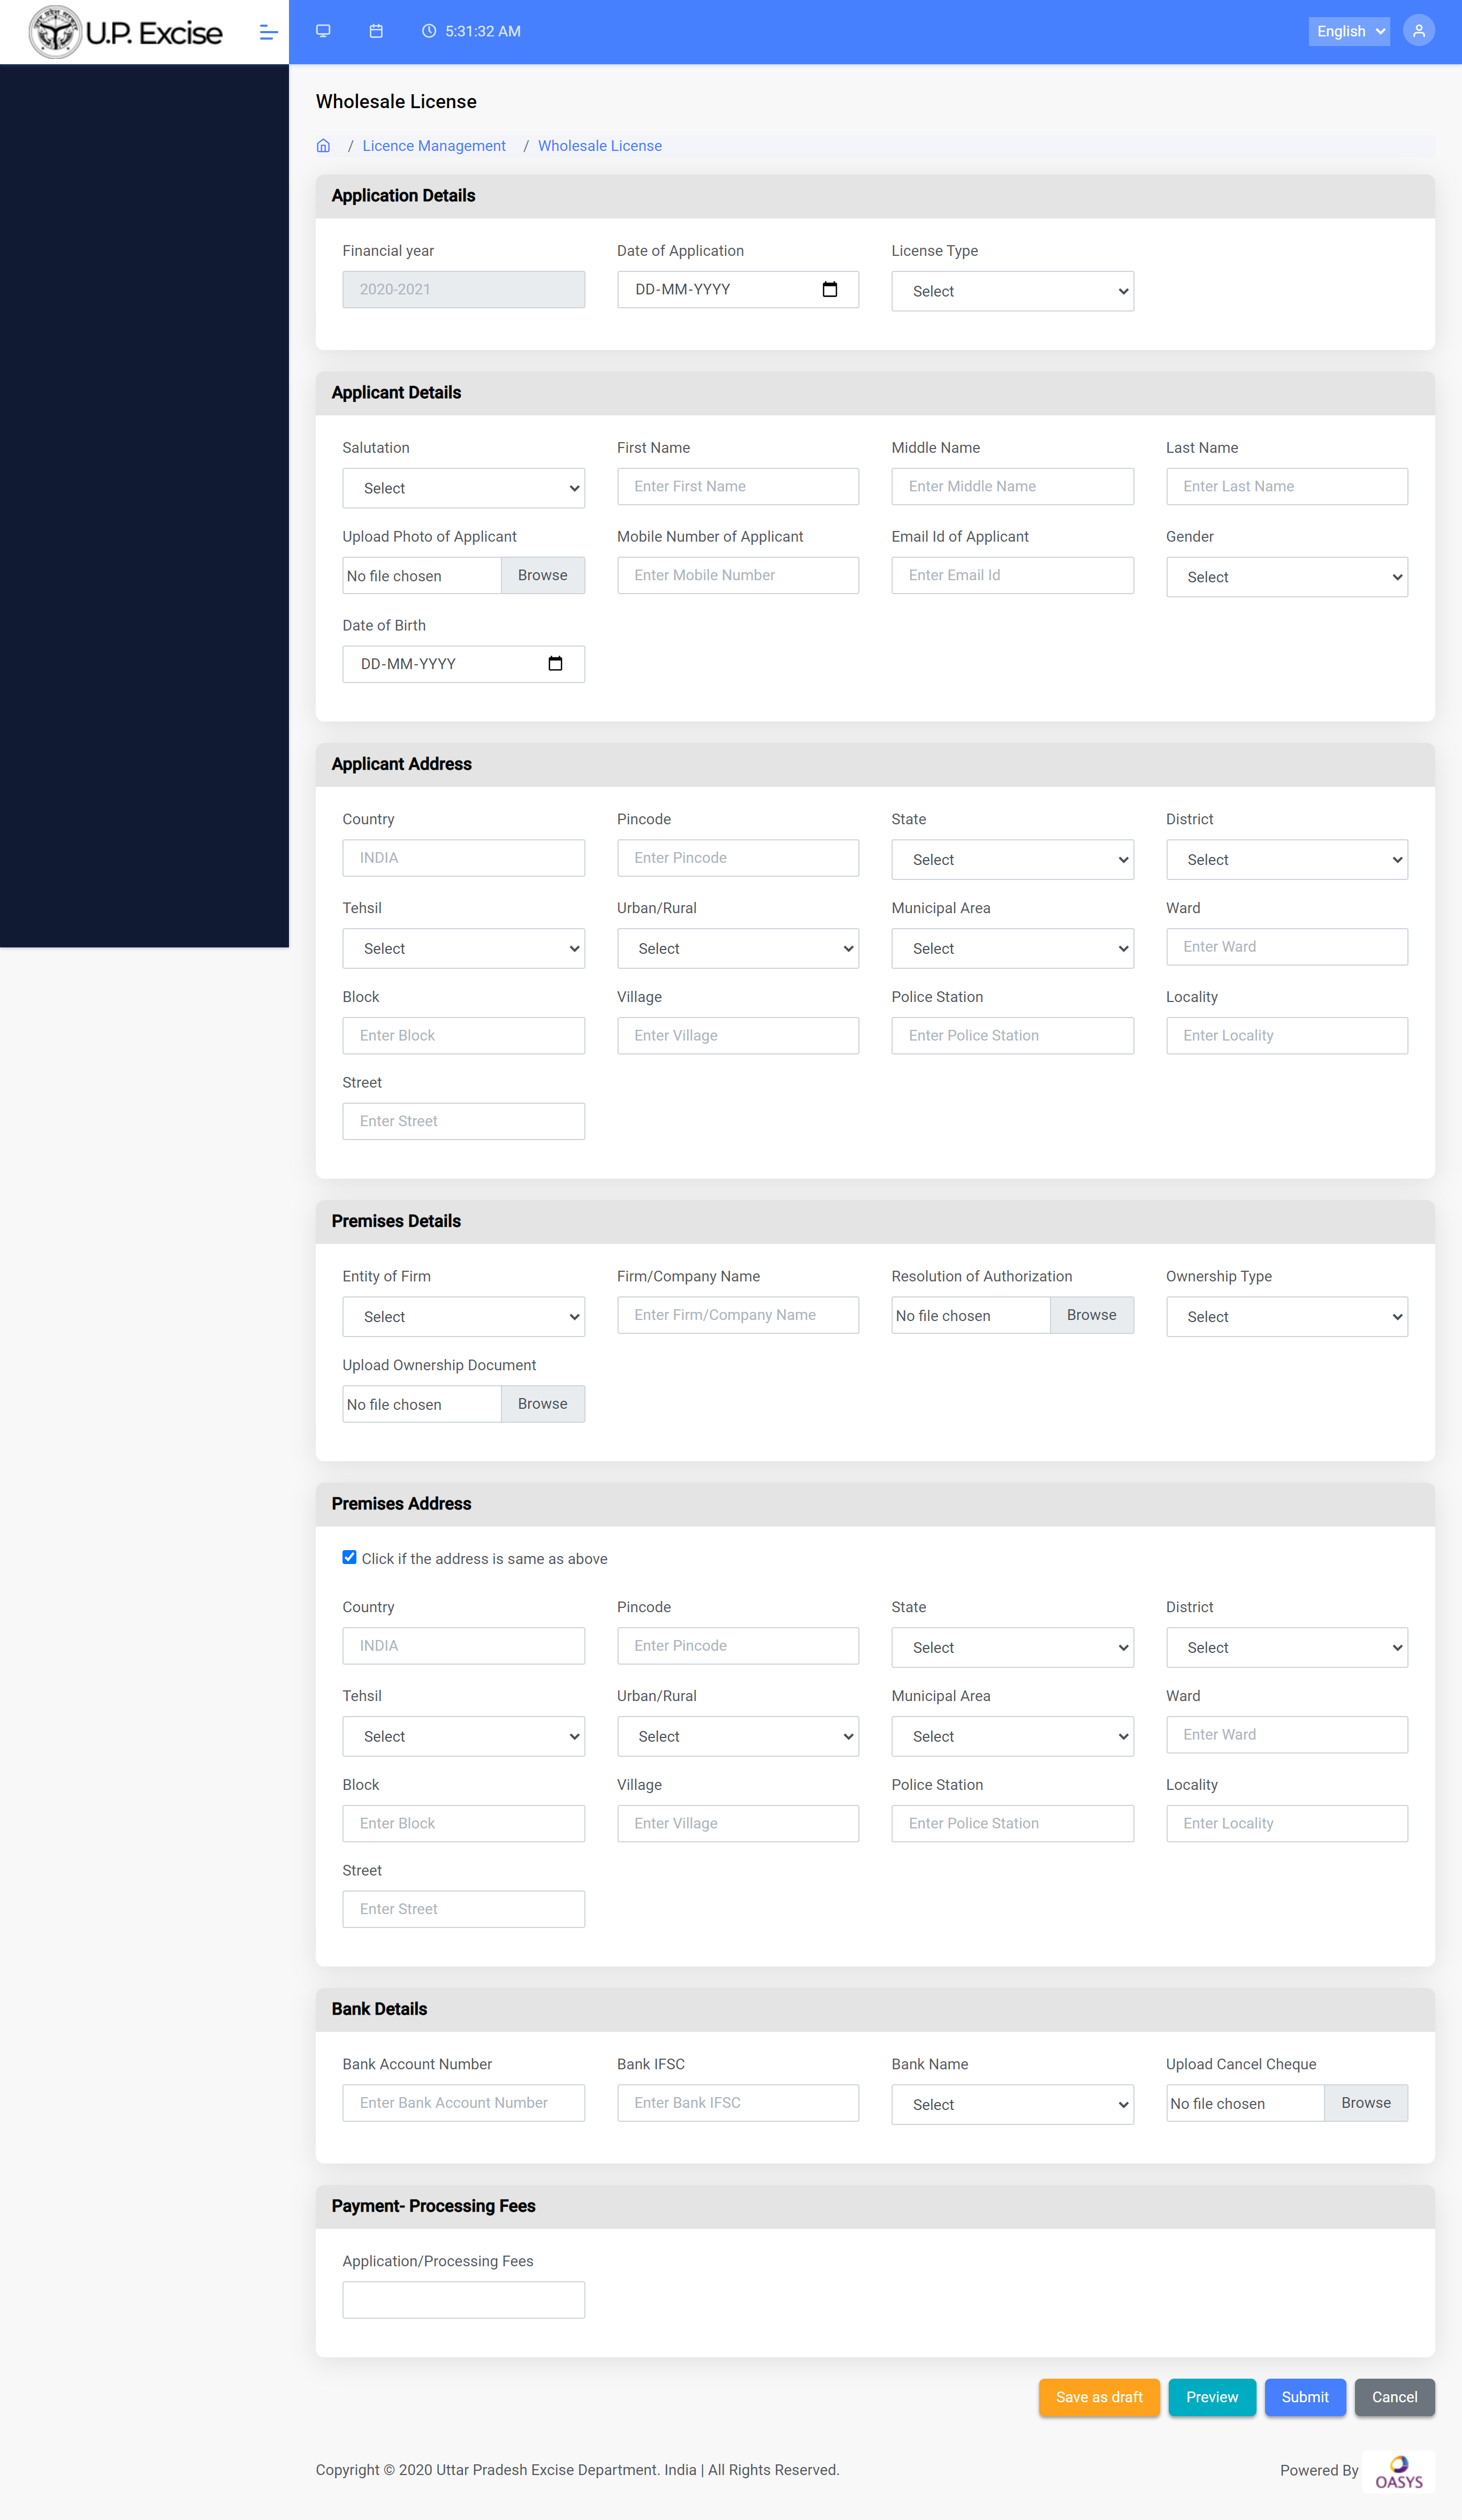 U.P. Excise
5:31:32 AM
English
Wholesale License
/ Licence Management / Wholesale License
Application Details
Financial year Date of Application License Type
2020-2021 DD-MM-YYYY Select
Applicant Details
Salutation First Name Middle Name Last Name
Select Enter First Name Enter Middle Name Enter Last Name
Upload Photo of Applicant Mobile Number of Applicant Email Id of Applicant Gender
No file chosen Browse Enter Mobile Number Enter Email Id Select
Date of Birth
DD-MM-YYYY
Applicant Address
Country Pincode State District
INDIA Enter Pincode Select Select
Tehsil Urban/Rural Municipal Area Ward
Select Select Select Enter Ward
Block Village Police Station Locality
Enter Block Enter Village Enter Police Station Enter Locality
Street
Enter Street
Premises Details
Entity of Firm Firm/Company Name Resolution of Authorization Ownership Type
Select Enter Firm/Company Name No file chosen Browse Select
Upload Ownership Document
No file chosen Browse
Premises Address
Click if the address is same as above
Country Pincode State District
INDIA Enter Pincode Select Select
Tehsil Urban/Rural Municipal Area Ward
Select Select Select Enter Ward
Block Village Police Station Locality
Enter Block Enter Village Enter Police Station Enter Locality
Street
Enter Street
Bank Details
Bank Account Number Bank IFSC Bank Name Upload Cancel Cheque
Enter Bank Account Number Enter Bank IFSC Select No file chosen Browse
Payment- Processing Fees
Application/Processing Fees
Save as draft Preview Submit Cancel
Copyright © 2020 Uttar Pradesh Excise Department. India | All Rights Reserved. Powered By OASYS